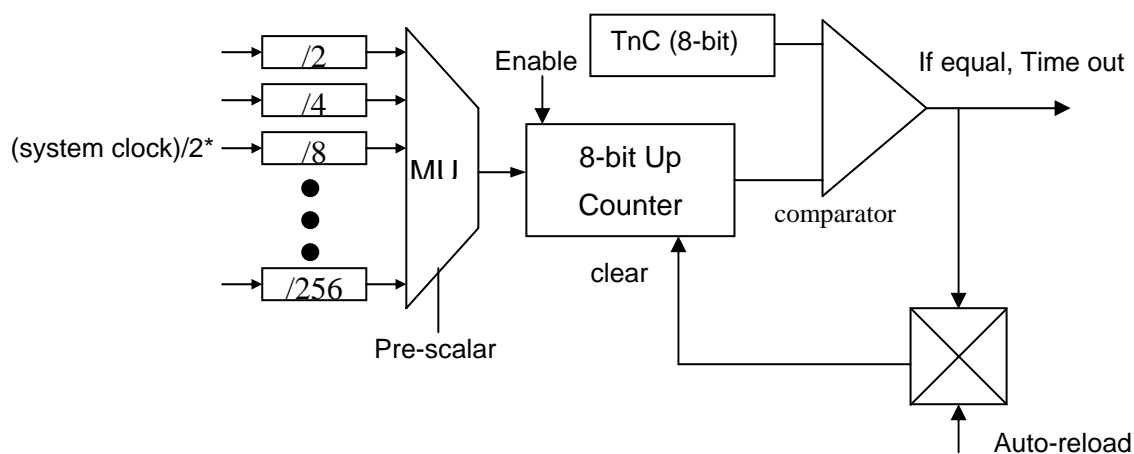 /2
/4
(system clock)/2*
/8
/256
Pre-scalar
Enable
TnC (8-bit)
8-bit Up
Counter
comparator
If equal, Time out
clear
Auto-reload